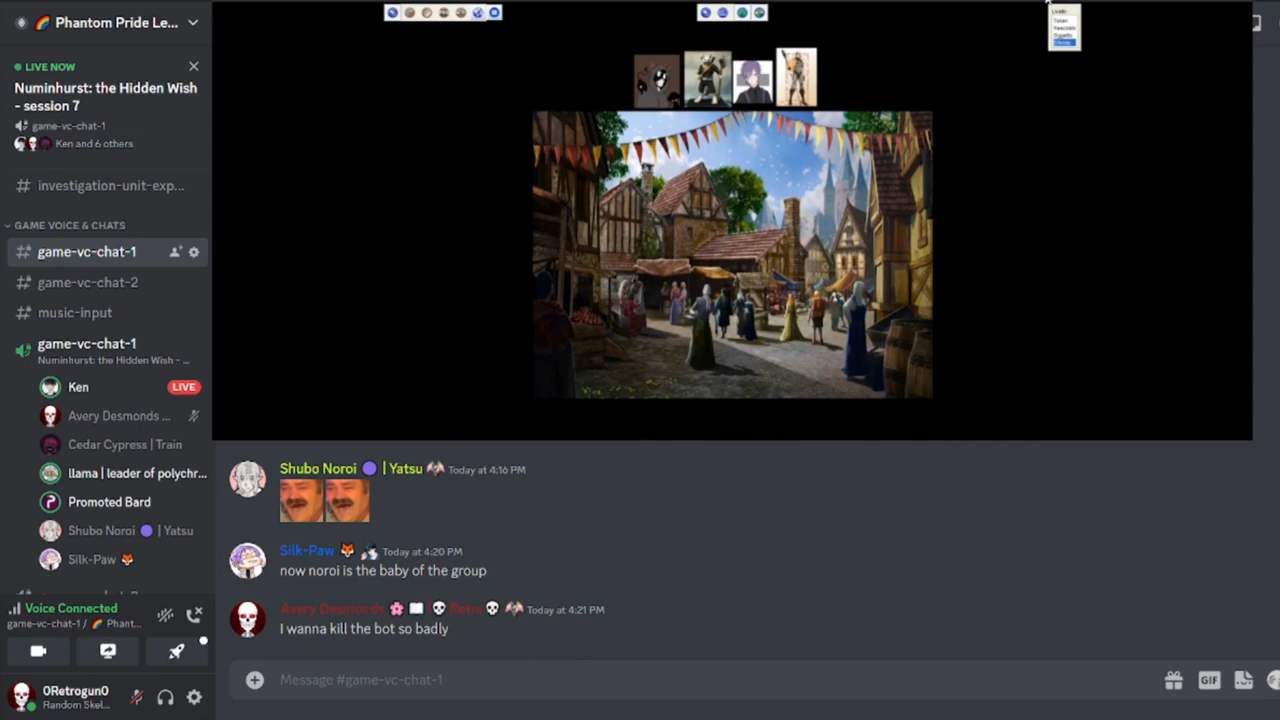 Phantom Pride Le...
LIVE NOW
Numinhurst: the Hidden Wish
- session 7
game-vc-chat-1
Ken and 6 others
investigation-unit-exp...
GAME VOICE & CHATS
game-vc-chat-1
game-vc-chat-2
music-input
game-vc-chat-1
Numinhurst: the Hidden Wish - ...
Ken LIVE
Avery Desmonds ...
Cedar Cypress | Train
llama | leader of polychr...
Promoted Bard
Shubo Noroi | Yatsu
Silk-Paw
Voice Connected
game-vc-chat-1 / Phant...
0Retrogun0
Random Skel...
Livello
Shubo Noroi | Yatsu Today at 4:16 PM
Silk-Paw Today at 4:20 PM
now noroi is the baby of the group
Avery Desmonds | Retro Today at 4:21 PM
I wanna kill the bot so badly
Message #game-vc-chat-1
GIF